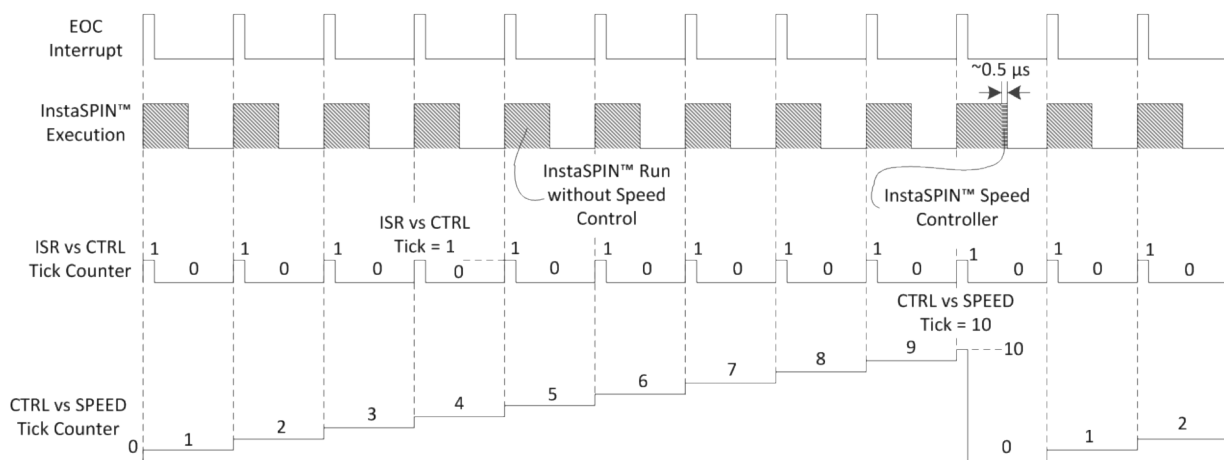 EOC
Interrupt
~0.5 µs
InstaSPIN™
Execution
InstaSPIN™ Run
without Speed
Control
InstaSPIN™ Speed
Controller
ISR vs CTRL
Tick = 1
ISR vs CTRL
Tick Counter
1 1 1 1 1 1 1 1 1 1 1
0 0 0 0 0 0 0 0 0 0 0 0
CTRL vs SPEED
Tick = 10
CTRL vs SPEED
Tick Counter
0 1 2 3 4 5 6 7 8 9 10 0 1 2